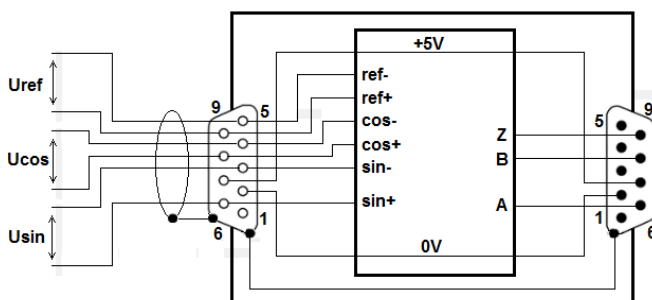 +5V
Uref
ref-
ref+
9
5
cos-
cos+
sin-
sin+
Ucos
Usin
1
6
Z
B
A
0V
9
5
1
6